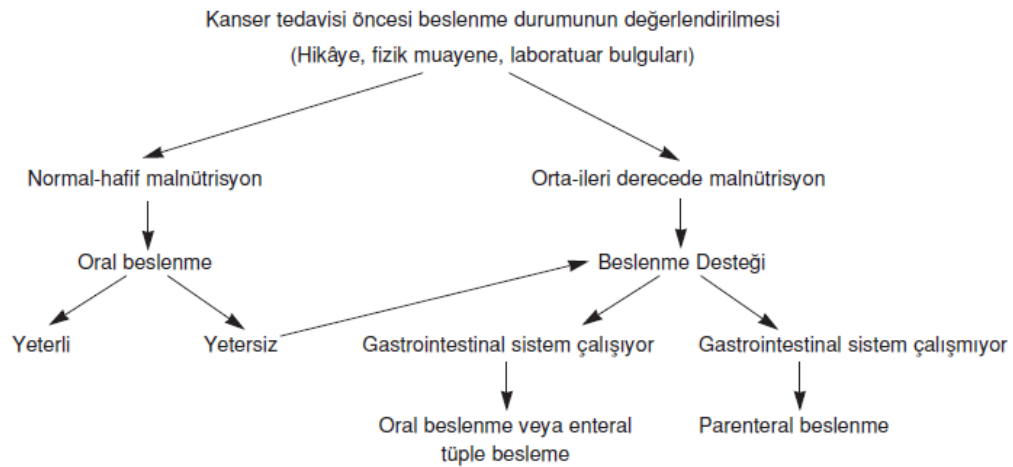 Kanser tedavisi öncesi beslenme durumunun değerlendirilmesi
(Hikâye, fizik muayene, laboratuar bulguları)
Normal-hafif malnütrisyon
Orta-ileri derecede malnütrisyon
Oral beslenme
Beslenme Desteği
Yeterli
Yetersiz
Gastrointestinal sistem çalışıyor
Gastrointestinal sistem çalışmıyor
Oral beslenme veya enteral
tüple besleme
Parenteral beslenme